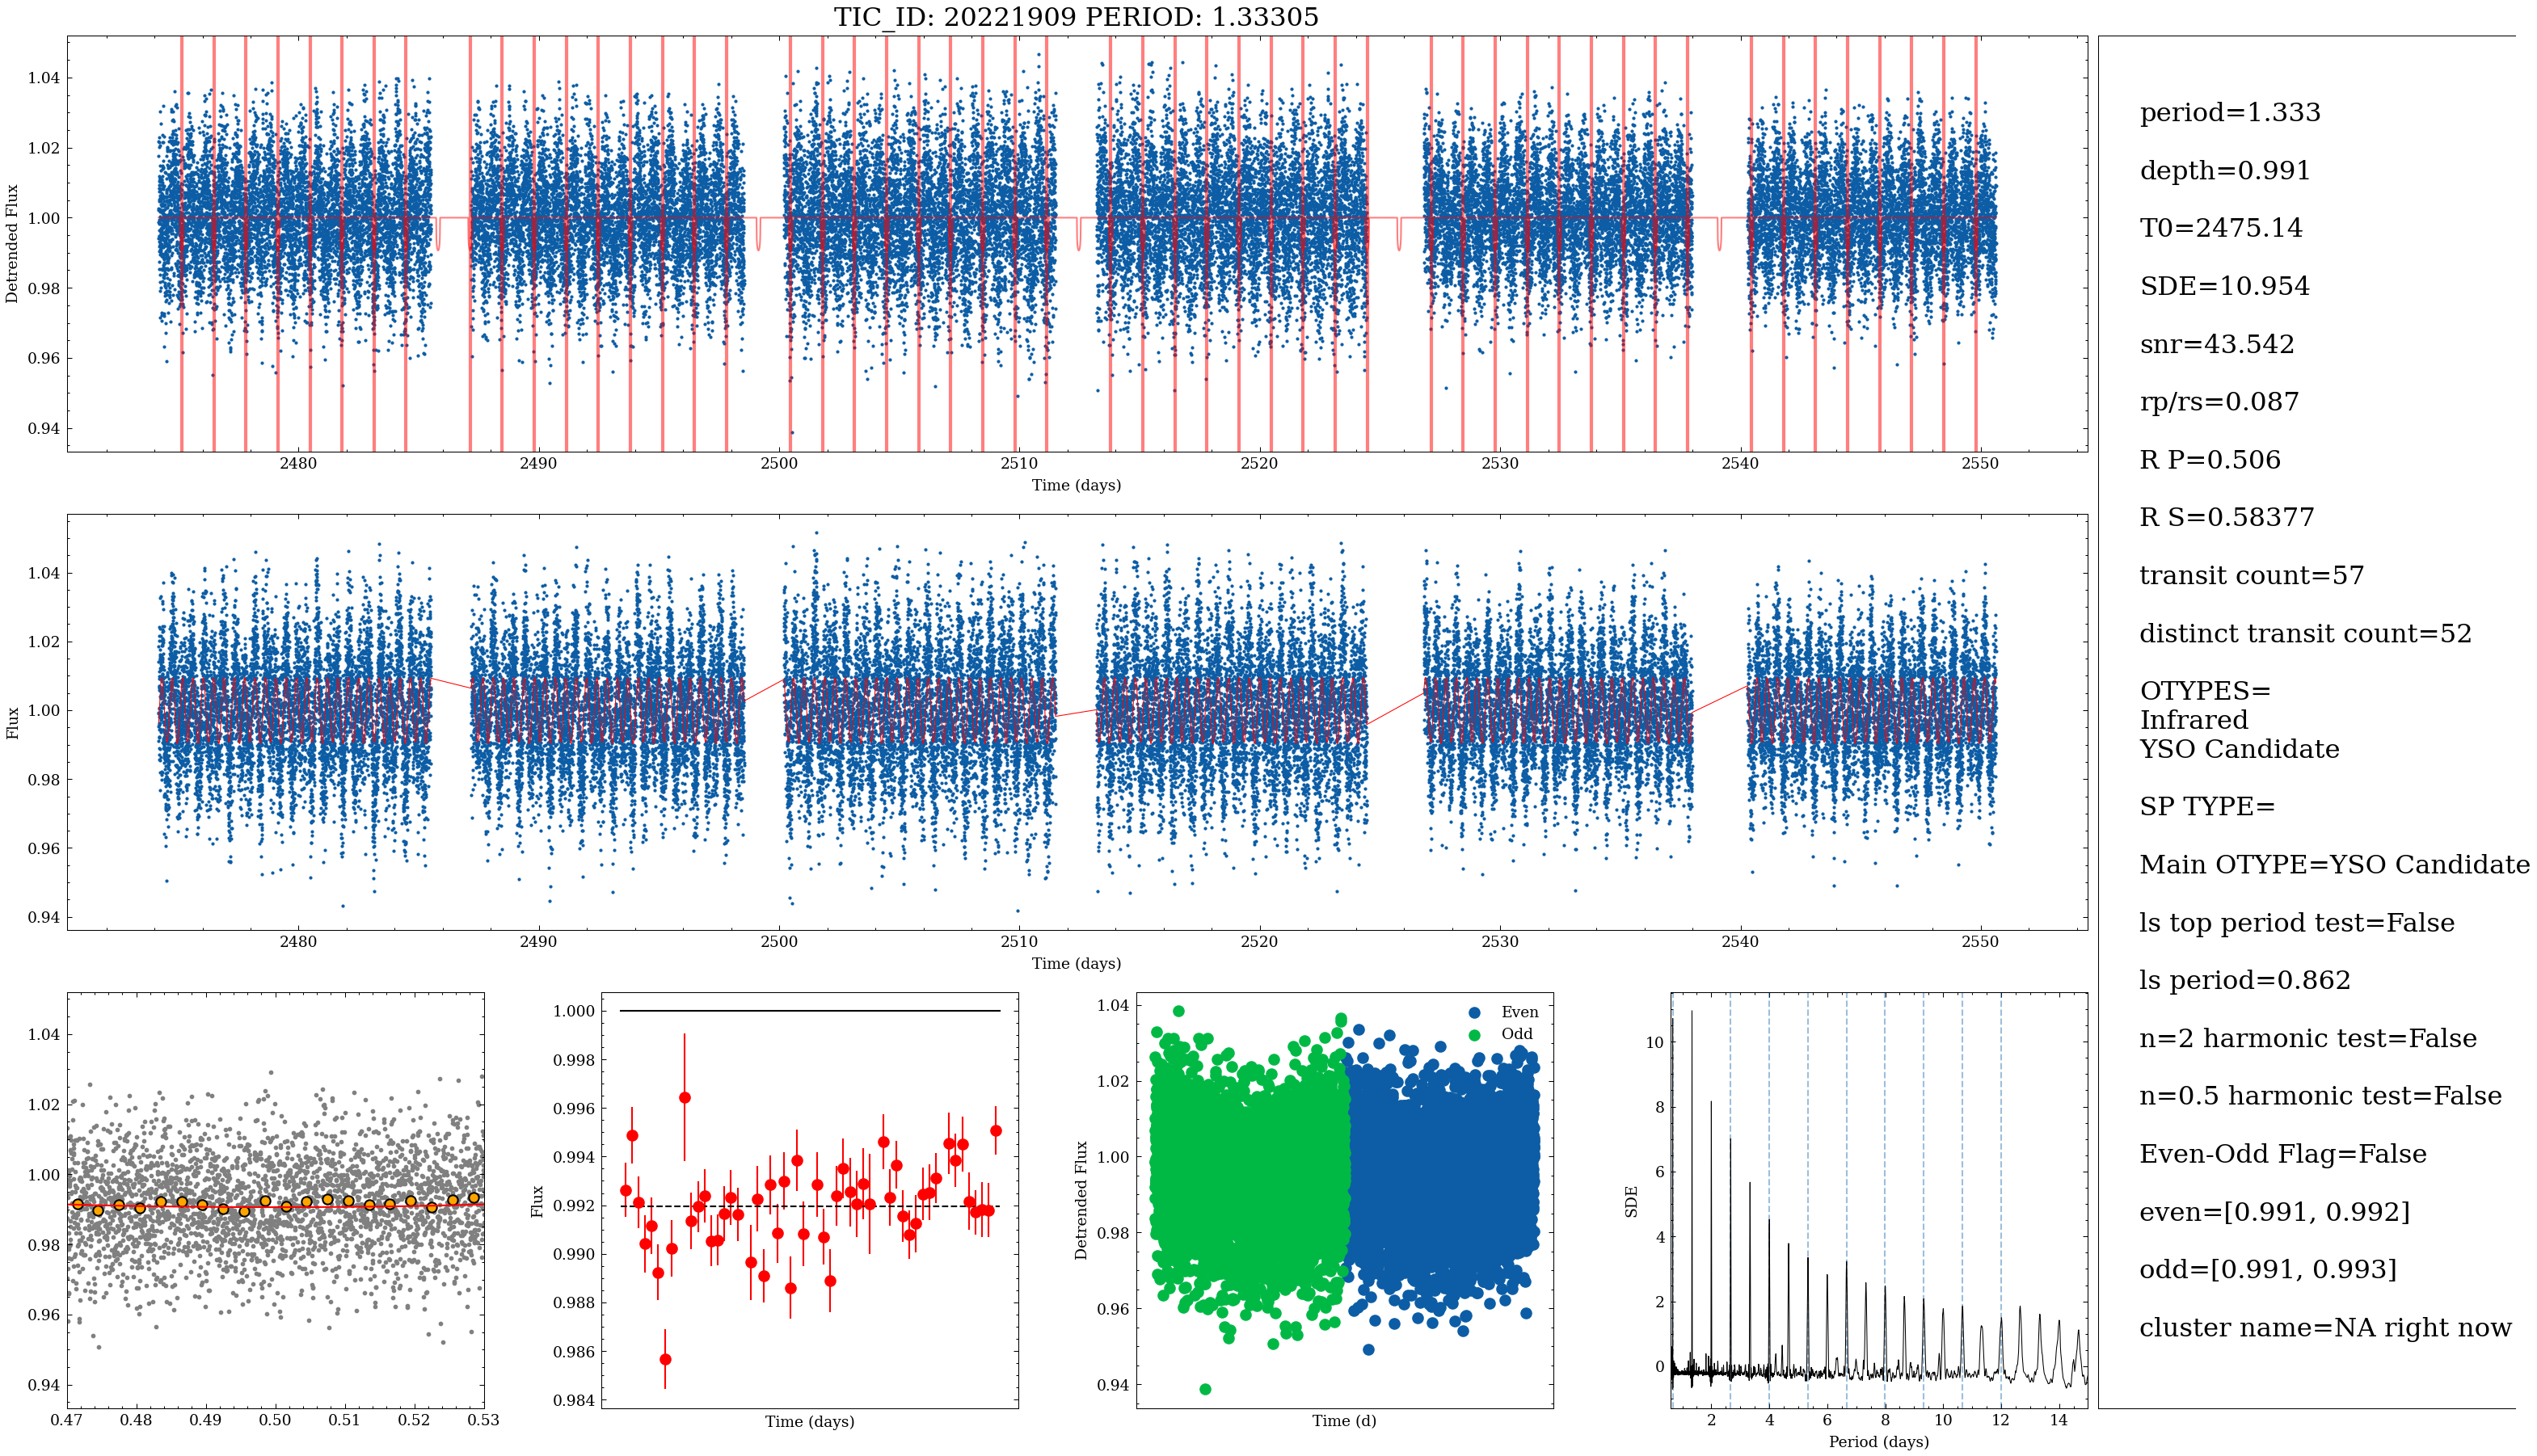 TIC_ID: 20221909 PERIOD: 1.33305
1.04
1.02
1.00
0.98
0.96
0.94
Detrended Flux
2480
2490
2500
2510
2520
2530
2540
2550
Time (days)
1.04
1.02
1.00
0.98
0.96
0.94
Flux
2480
2490
2500
2510
2520
2530
2540
2550
Time (days)
1.04
1.02
1.00
0.98
0.96
0.94
0.47
0.48
0.49
0.50
0.51
0.52
0.53
1.000
0.998
0.996
0.994
0.992
0.990
0.988
0.986
0.984
Flux
Time (days)
1.04
1.02
1.00
0.98
0.96
0.94
Detrended Flux
Even
Odd
Time (d)
10
8
6
4
2
0
SDE
2
4
6
8
10
12
14
Period (days)
period=1.333
depth=0.991
T0=2475.14
SDE=10.954
snr=43.542
rp/rs=0.087
R P=0.506
R S=0.58377
transit count=57
distinct transit count=52
OTYPES=
Infrared
YSO Candidate
SP TYPE=
Main OTYPE=YSO Candidate
ls top period test=False
ls period=0.862
n=2 harmonic test=False
n=0.5 harmonic test=False
Even-Odd Flag=False
even=[0.991, 0.992]
odd=[0.991, 0.993]
cluster name=NA right now